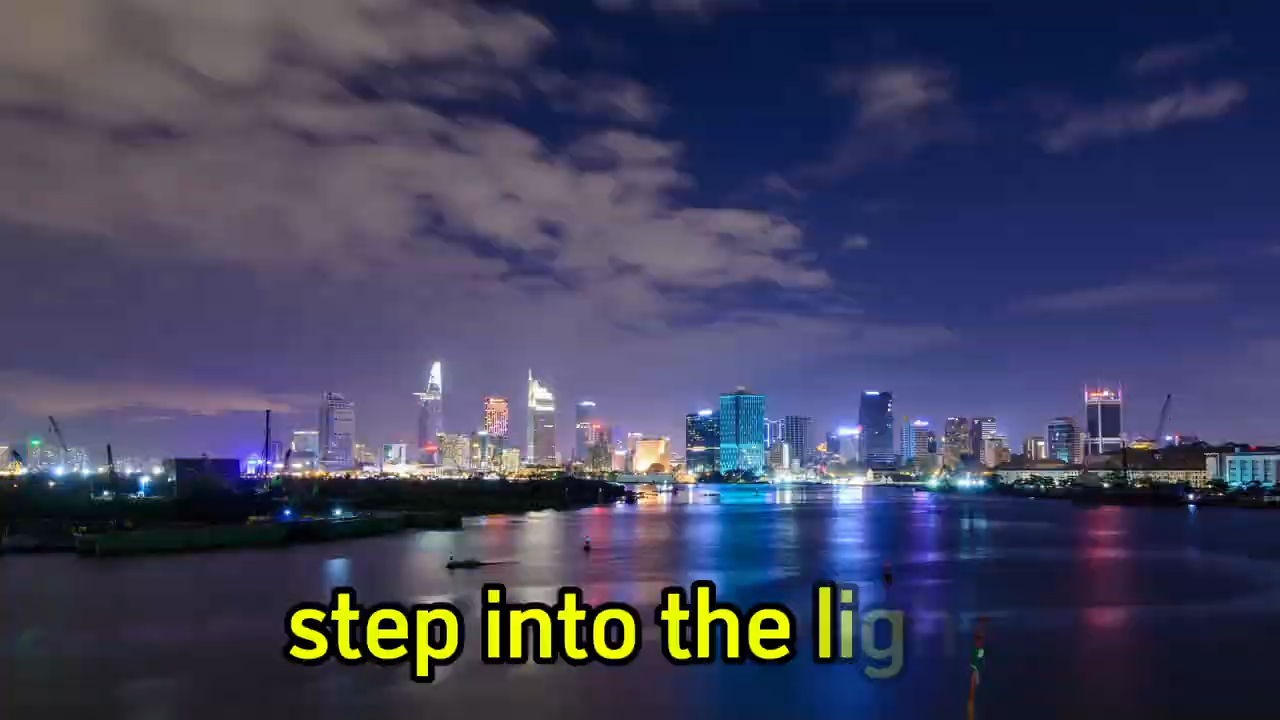 step into the lig